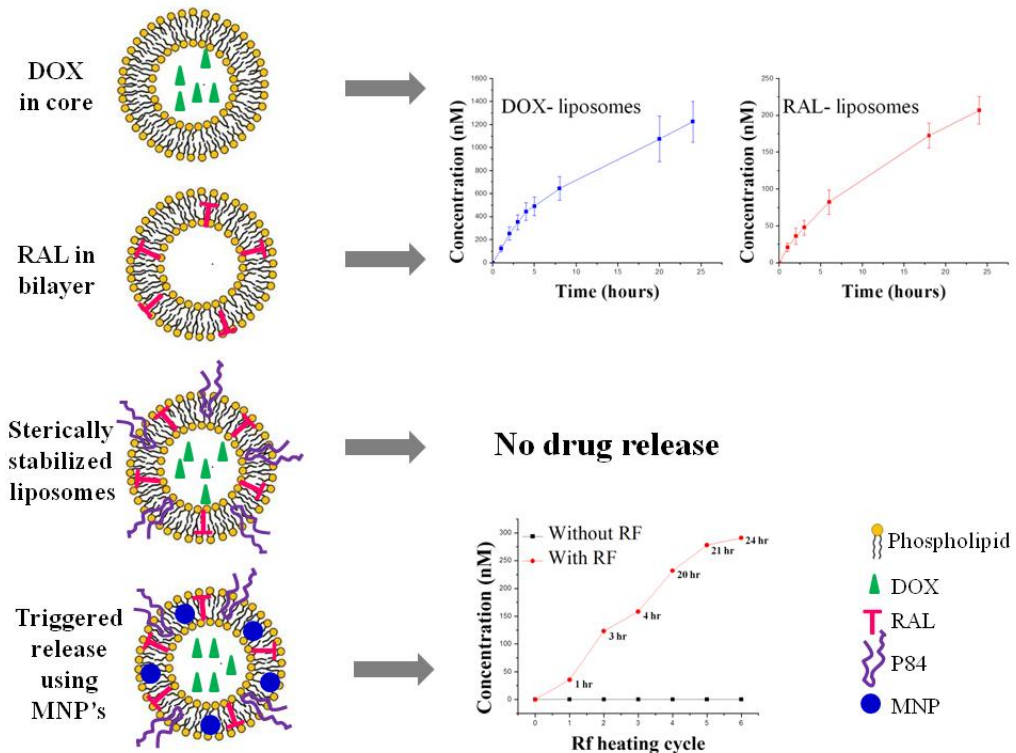 DOX
in core
1600
1400
1200
1000
800
600
400
200
0
Concentration (nM)
DOX- liposomes
0 5 10 15 20 25
Time (hours)
250
200
150
100
50
0
Concentration (nM)
RAL- liposomes
0 5 10 15 20 25
Time (hours)
RAL in
bilayer
Sterically
stabilized
liposomes
No drug release
Triggered
release
using
MNP's
300
250
200
150
100
50
0
Concentration (nM)
Without RF
With RF
1 hr
3 hr
4 hr
20 hr
21 hr
24 hr
0 1 2 3 4 5 6
Rf heating cycle
Phospholipid
DOX
RAL
P84
MNP